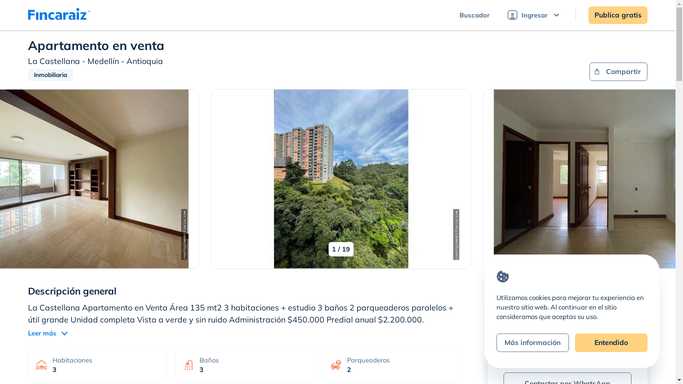 Fincaraiz
Buscador
Ingresar
Publica gratis
Apartamento en venta
La Castellana - Medellín - Antioquia
Inmobiliaria
Compartir
1 / 19
Descripción general
La Castellana Apartamento en Venta Área 135 mt2 3 habitaciones + estudio 3 baños 2 parqueaderos paralelos +
útil grande Unidad completa Vista a verde y sin ruido Administración $450.000 Predial anual $2.200.000.
Leer más
Habitaciones
3
Baños
3
Parqueaderos
2
Utilizamos cookies para mejorar tu experiencia en
nuestro sitio web. Al continuar en el sitio
consideramos que aceptas su uso.
Más información
Entendido
Contactar por WhatsApp